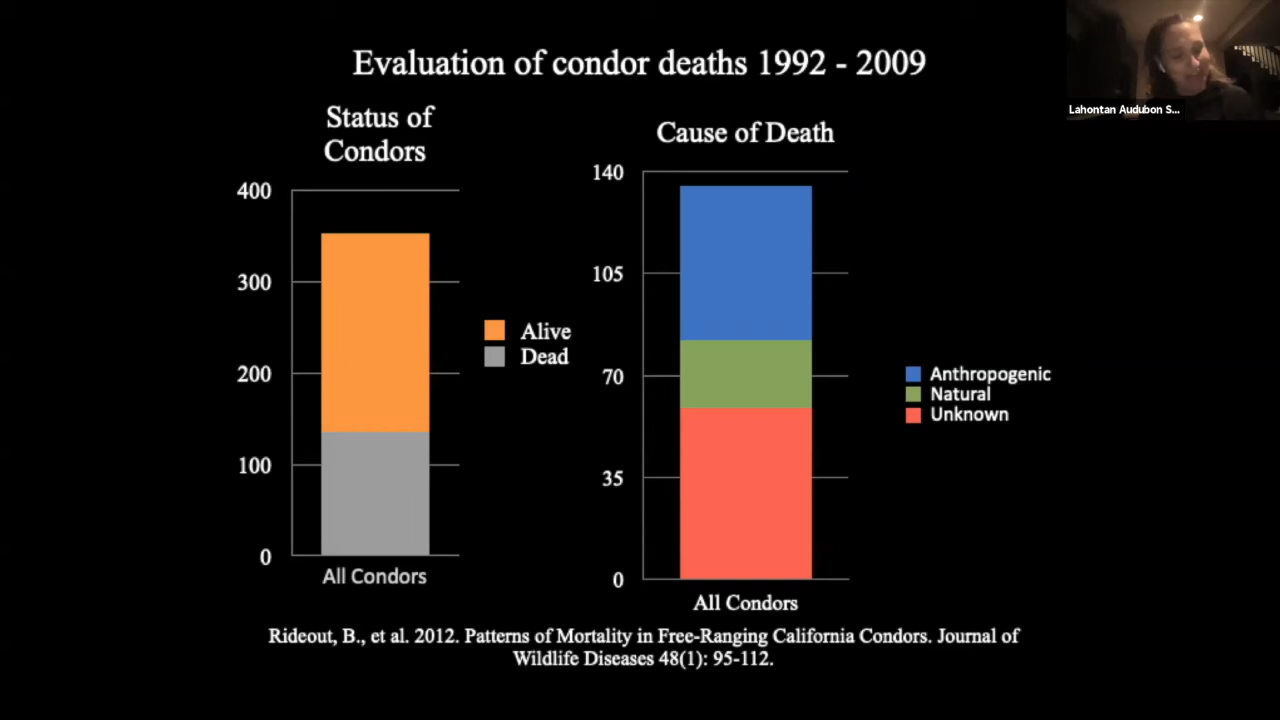 Evaluation of condor deaths 1992 - 2009
Lahontan Audubon S...
Status of
Condors
400
300
200
100
0
All Condors
Alive
Dead
Cause of Death
140
105
70
35
0
All Condors
Anthropogenic
Natural
Unknown
Rideout, B., et al. 2012. Patterns of Mortality in Free-Ranging California Condors. Journal of
Wildlife Diseases 48(1): 95-112.